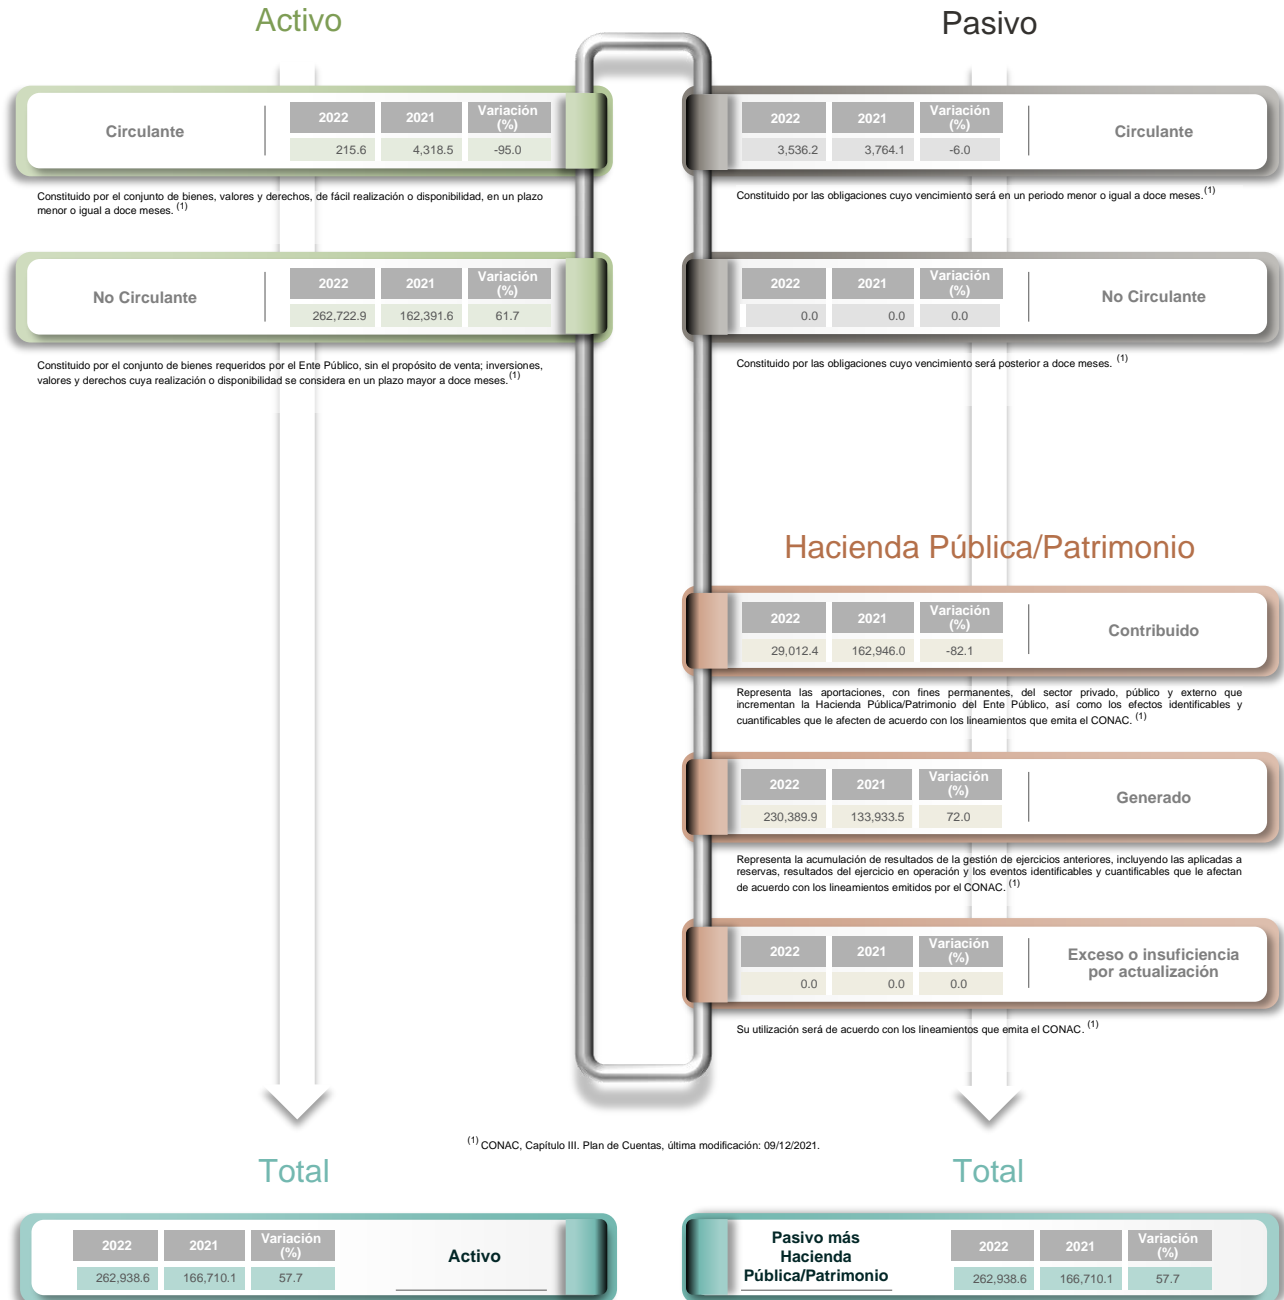 Activo
Circulante
2022 2021 Variación (%)
215.6 4,318.5 -95.0
Constituido por el conjunto de bienes, valores y derechos, de fácil realización o disponibilidad, en un plazo
menor o igual a doce meses. (1)
No Circulante
2022 2021 Variación (%)
262,722.9 162,391.6 61.7
Constituido por el conjunto de bienes requeridos por el Ente Público, sin el propósito de venta; inversiones,
valores y derechos cuya realización o disponibilidad se considera en un plazo mayor a doce meses. (1)
Pasivo
2022 2021 Variación (%)
3,536.2 3,764.1 -6.0
Circulante
Constituido por las obligaciones cuyo vencimiento será en un periodo menor o igual a doce meses. (1)
2022 2021 Variación (%)
0.0 0.0 0.0
No Circulante
Constituido por las obligaciones cuyo vencimiento será posterior a doce meses. (1)
Hacienda Pública/Patrimonio
2022 2021 Variación (%)
29,012.4 162,946.0 -82.1
Contribuido
Representa las aportaciones, con fines permanentes, del sector privado, público y externo que
incrementan la Hacienda Pública/Patrimonio del Ente Público, así como los efectos identificables y
cuantificables que le afecten de acuerdo con los lineamientos que emita el CONAC. (1)
2022 2021 Variación (%)
230,389.9 133,933.5 72.0
Generado
Representa la acumulación de resultados de la gestión de ejercicios anteriores, incluyendo las aplicadas a
reservas, resultados del ejercicio en operación y los eventos identificables y cuantificables que le afectan
de acuerdo con los lineamientos emitidos por el CONAC. (1)
2022 2021 Variación (%)
0.0 0.0 0.0
Exceso o insuficiencia
por actualización
Su utilización será de acuerdo con los lineamientos que emita el CONAC. (1)
(1) CONAC, Capítulo III. Plan de Cuentas, última modificación: 09/12/2021.
Total
2022 2021 Variación (%)
262,938.6 166,710.1 57.7
Activo
Total
Pasivo más
Hacienda
Pública/Patrimonio
2022 2021 Variación (%)
262,938.6 166,710.1 57.7